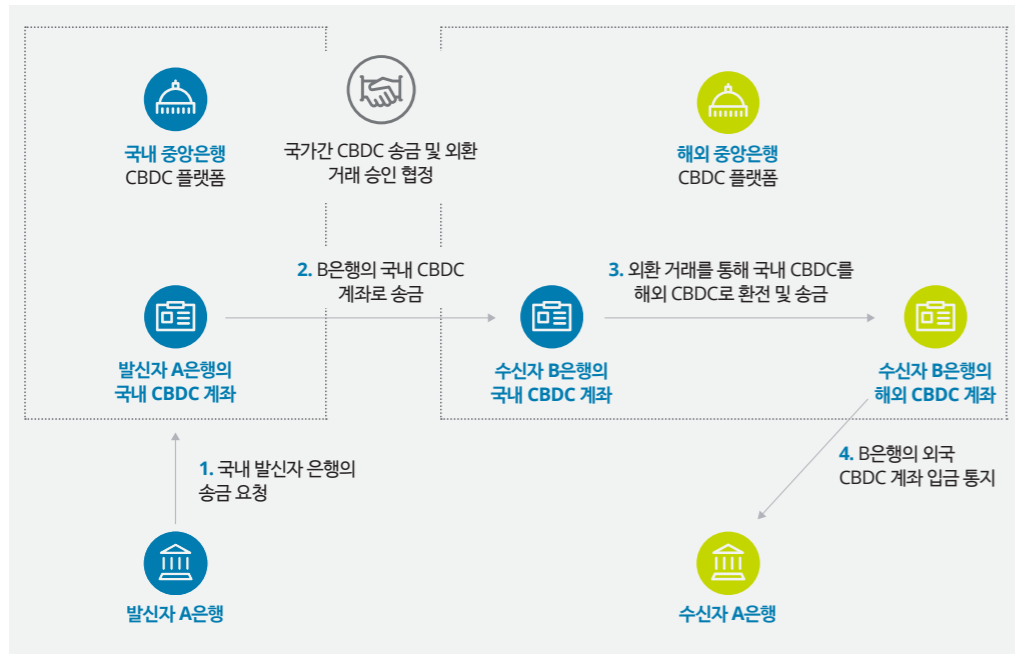 국내 중앙은행
CBDC 플랫폼
국가간 CBDC 송금 및 외환
거래 승인 협정
해외 중앙은행
CBDC 플랫폼
2. B은행의 국내 CBDC
계좌로 송금
3. 외환 거래를 통해 국내 CBDC를
해외 CBDC로 환전 및 송금
발신자 A은행의
국내 CBDC 계좌
수신자 B은행의
국내 CBDC 계좌
수신자 B은행의
해외 CBDC 계좌
1. 국내 발신자 은행의
송금 요청
4. B은행의 외국
CBDC 계좌 입금 통지
발신자 A은행
수신자 A은행